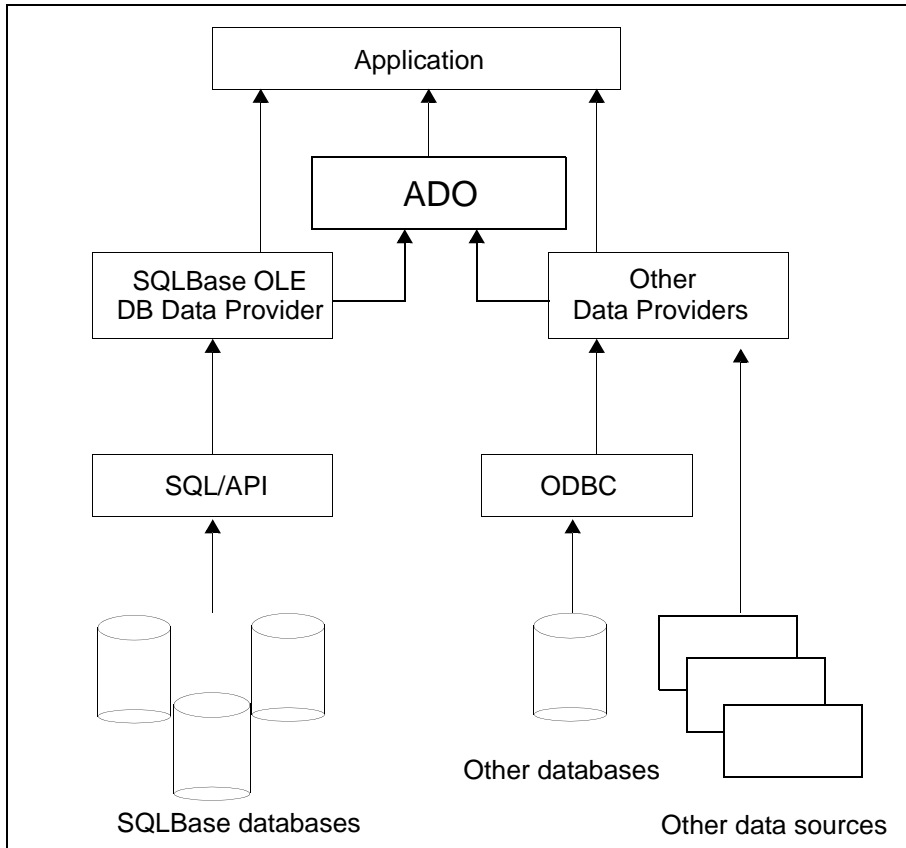 Application
ADO
SQLBase OLE
DB Data Provider
Other
Data Providers
SQL/API
ODBC
Other databases
SQLBase databases
Other data sources